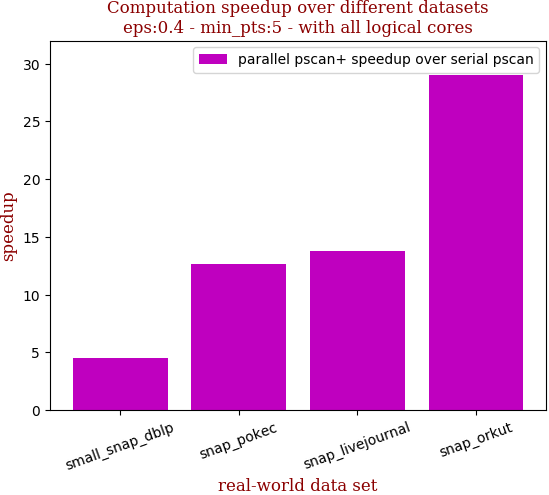 Computation speedup over different datasets
eps:0.4 - min_pts:5 - with all logical cores
parallel pscan+ speedup over serial pscan
speedup
30
25
20
15
10
5
0
small_snap_dblp
snap_pokec
snap_livejournal
snap_orkut
real-world data set